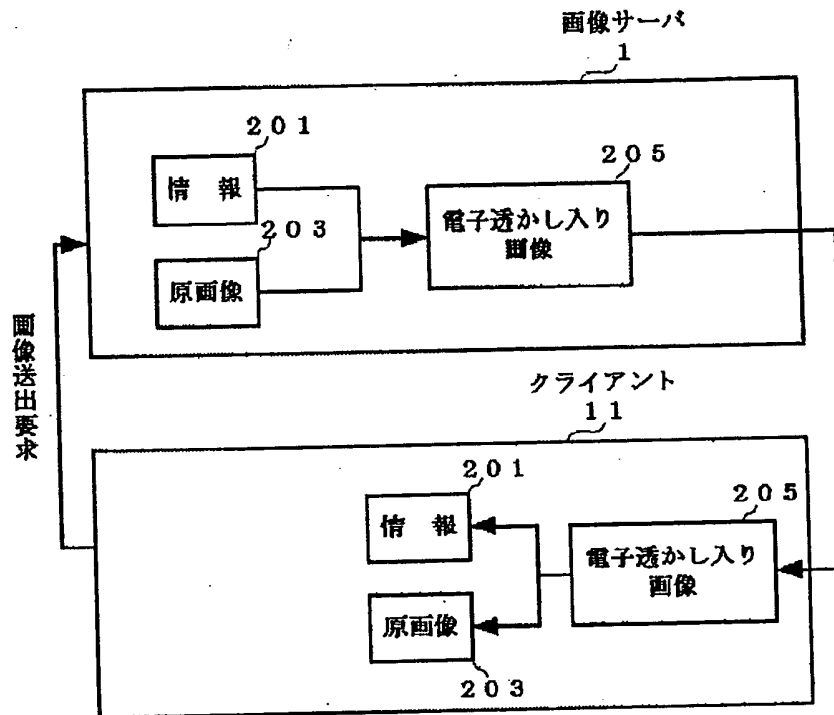 画像サーバ
1
201
情 報
203
原画像
205
電子透かし入り
画像
画像送出要求
クライアント
11
201
情 報
原画像
203
205
電子透かし入り
画像